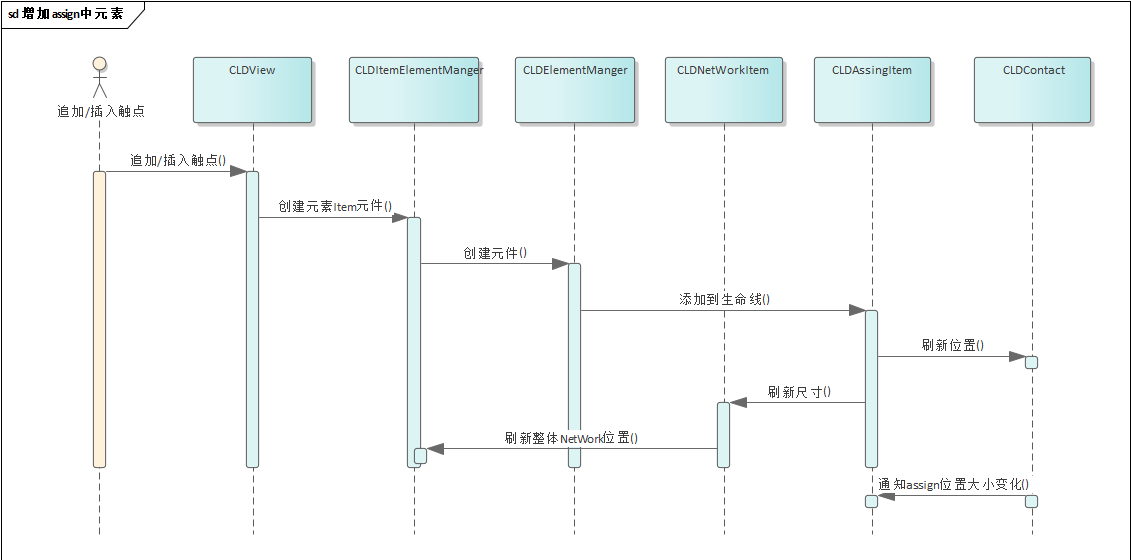 sd 增加assign中元素
追加/插入触点
CLDView
CLDItemElementManger
CLDElementManger
CLDNetWorkItem
CLDAssingItem
CLDContact
追加/插入触点()
创建元素Item元件()
创建元件()
添加到生命线()
刷新位置()
刷新尺寸()
刷新整体NetWork位置()
通知assign位置大小变化()